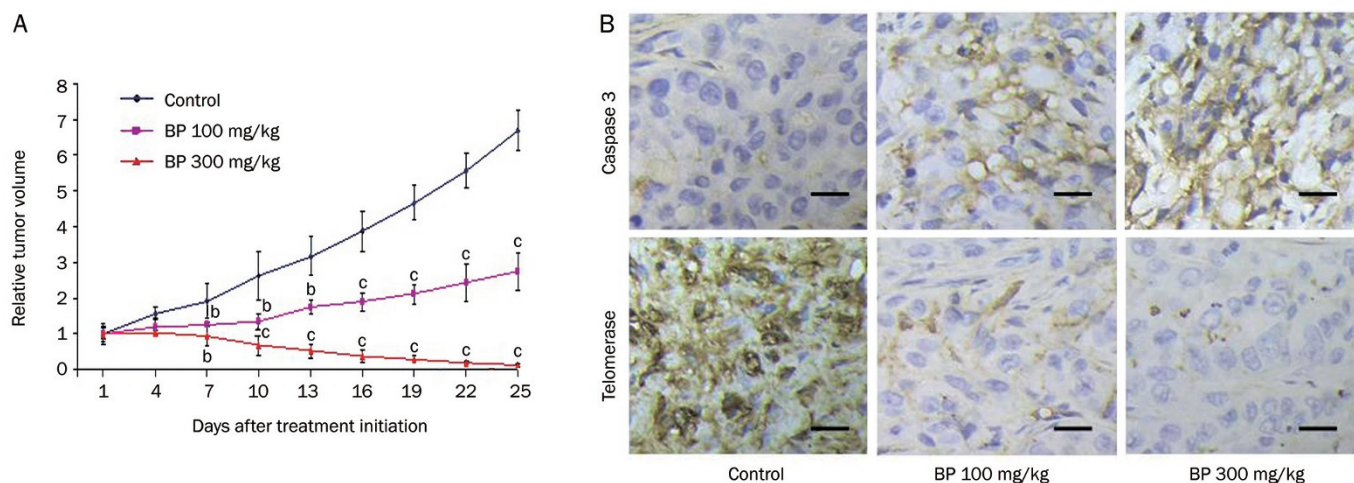 A
Relative tumor volume
8
7
6
5
4
3
2
1
0
Control
BP 100 mg/kg
BP 300 mg/kg
b
b
b
c
c
c
c
b
c
c
c
c
c
1
4
7
10
13
16
19
22
25
Days after treatment initiation
B
Caspase 3
Telomerase
Control
BP 100 mg/kg
BP 300 mg/kg